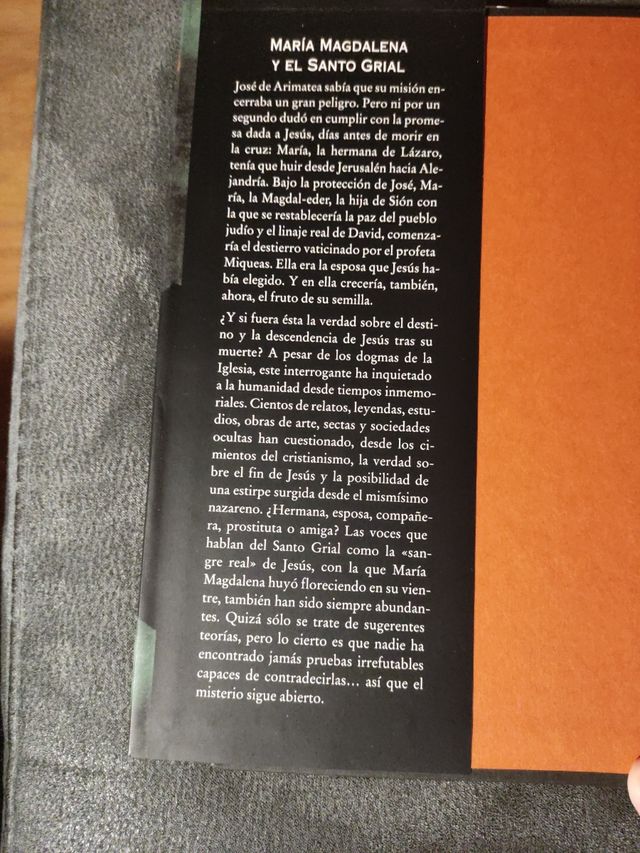 MARÍA MAGDALENA
Y EL SANTO GRIAL
José de Arimatea sabía que su misión en-
cerraba un gran peligro. Pero ni por un
segundo dudó en cumplir con la prome-
sa dada a Jesús, días antes de morir en
la cruz: María, la hermana de Lázaro,
tenía que huir desde Jerusalén hacia Ale-
jandría. Bajo la protección de José, Ma-
ría, la Magdal-eder, la hija de Sión con
la que se restablecería la paz del pueblo
judío y el linaje real de David, comenza-
ría el destierro vaticinado por el profeta
Miqueas. Ella era la esposa que Jesús ha-
bía elegido. Y en ella crecería, también,
ahora, el fruto de su semilla.
¿Y si fuera ésta la verdad sobre el desti-
no y la descendencia de Jesús tras su
muerte? A pesar de los dogmas de la
Iglesia, este interrogante ha inquietado
a la humanidad desde tiempos inmemo-
riales. Cientos de relatos, leyendas, estu-
dios, obras de arte, sectas y sociedades
ocultas han cuestionado, desde los ci-
mientos del cristianismo, la verdad so-
bre el fin de Jesús y la posibilidad de
una estirpe surgida desde el mismísimo
nazareno. ¿Hermana, esposa, compañe-
ra, prostituta o amiga? Las voces que
hablan del Santo Grial como la «san-
gre real» de Jesús, con la que María
Magdalena huyó floreciendo en su vien-
tre, también han sido siempre abundan-
tes. Quizá sólo se trate de sugerentes
teorías, pero lo cierto es que nadie ha
encontrado jamás pruebas irrefutables
capaces de contradecirlas... así que el
misterio sigue abierto.